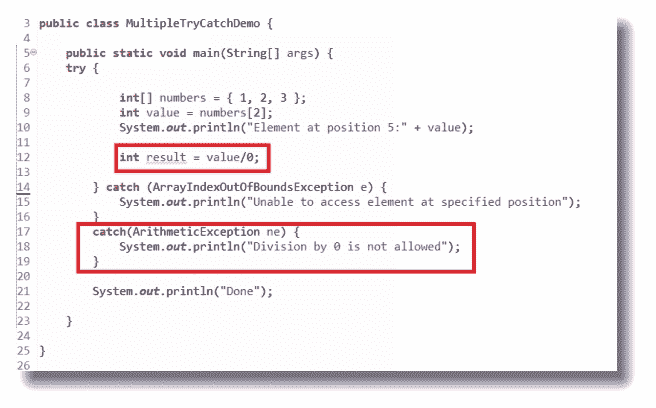 3 public class MultipleTryCatchDemo {
4
5 public static void main(String[] args) {
6 try {
7
8 int[] numbers = { 1, 2, 3 };
9 int value = numbers[2];
10 System.out.println("Element at position 5:" + value);
11
12 int result = value/0;
13
14 } catch (ArrayIndexOutOfBoundsException e) {
15 System.out.println("Unable to access element at specified position");
16 }
17 catch(ArithmeticException ne) {
18 System.out.println("Division by 0 is not allowed");
19 }
20
21 System.out.println("Done");
22
23 }
24
25 }
26